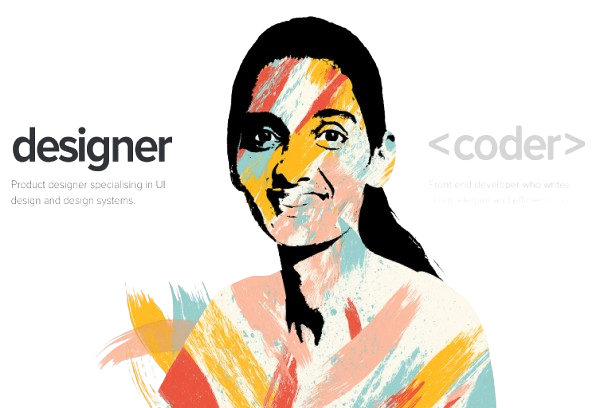 designer
Product designer specialising in UI
design and design systems.
<coder>
Front end developer who writes